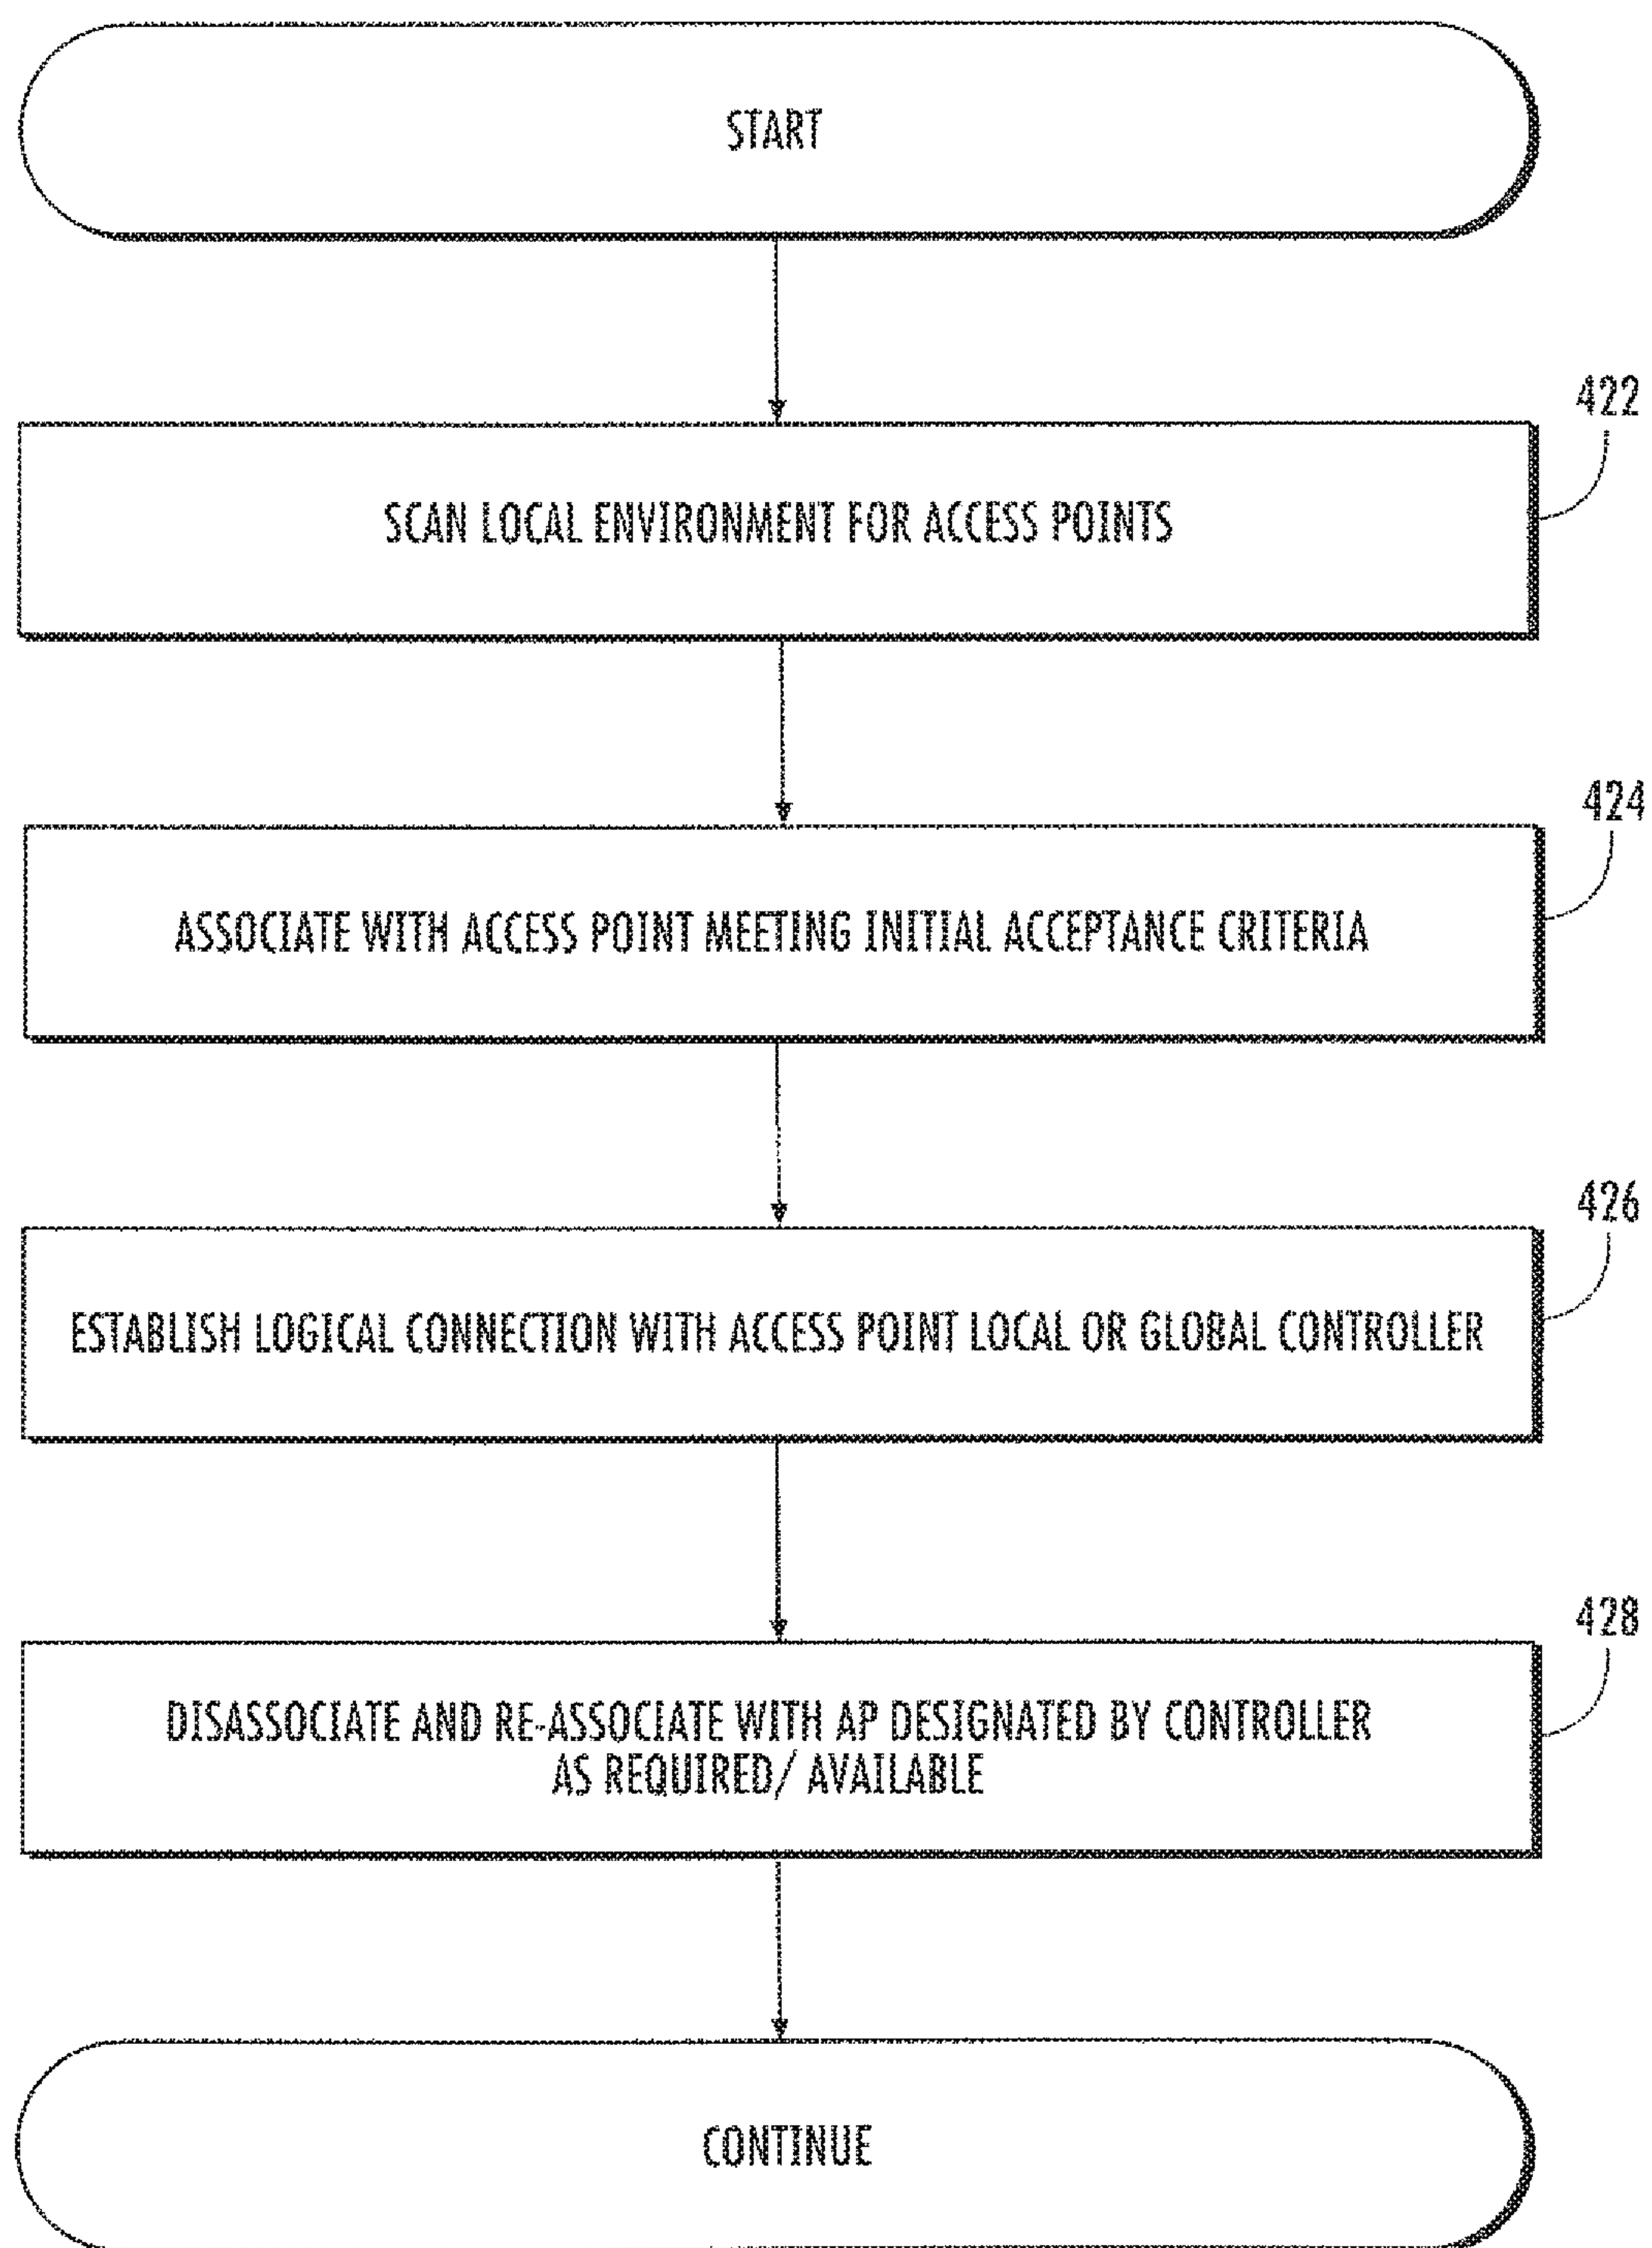 START
422
SCAN LOCAL ENVIRONMENT FOR ACCESS POINTS
424
ASSOCIATE WITH ACCESS POINT MEETING INITIAL ACCEPTANCE CRITERIA
426
ESTABLISH LOGICAL CONNECTION WITH ACCESS POINT LOCAL OR GLOBAL CONTROLLER
428
DISASSOCIATE AND RE-ASSOCIATE WITH AP DESIGNATED BY CONTROLLER
AS REQUIRED/ AVAILABLE
CONTINUE